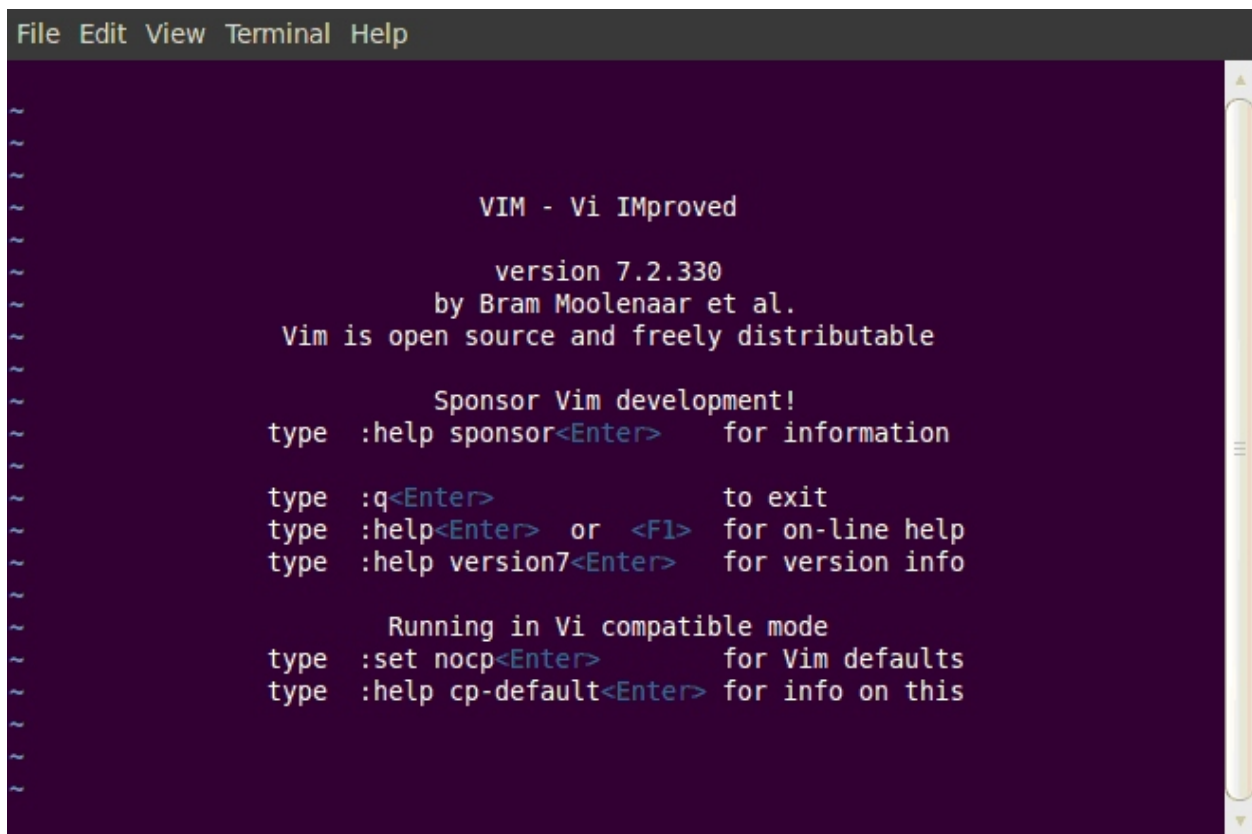 File Edit View Terminal Help
~
~
~
~ VIM - Vi IMproved
~
~ version 7.2.330
~ by Bram Moolenaar et al.
~ Vim is open source and freely distributable
~
~ Sponsor Vim development!
~ type :help sponsor<Enter> for information
~
~ type :q<Enter> to exit
~ type :help<Enter> or <F1> for on-line help
~ type :help version7<Enter> for version info
~
~ Running in Vi compatible mode
~ type :set nocp<Enter> for Vim defaults
~ type :help cp-default<Enter> for info on this
~
~
~